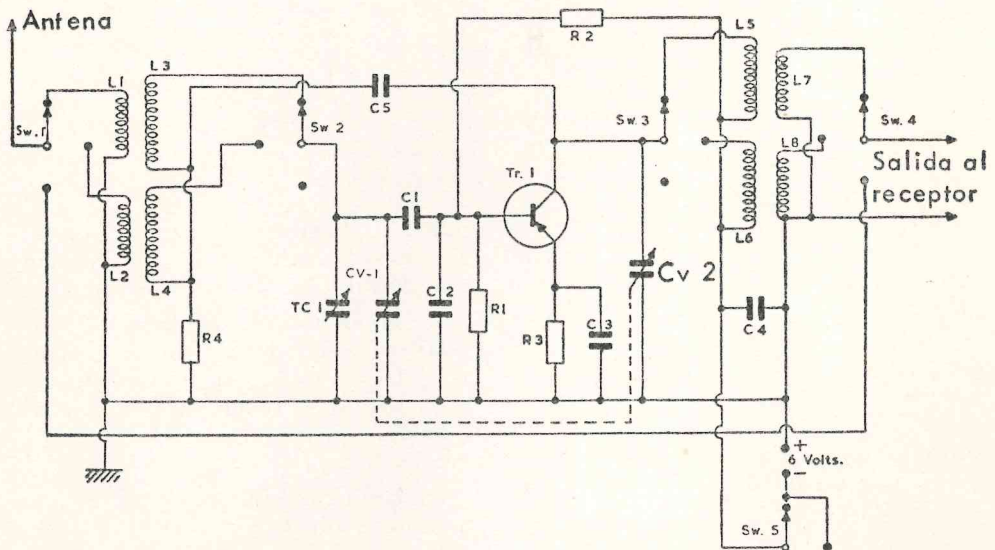 Antena
R2
L5
L1
L3
L7
Sw.1
C5
Sw 2
Sw.3
Sw. 4
L8
Tr. 1
Salida al
receptor
C1
L2
L4
L6
CV-1
Cv 2
TC 1
C 2
R1
R4
R3
C 3
C 4
+
6 Volts.
−
Sw. 5